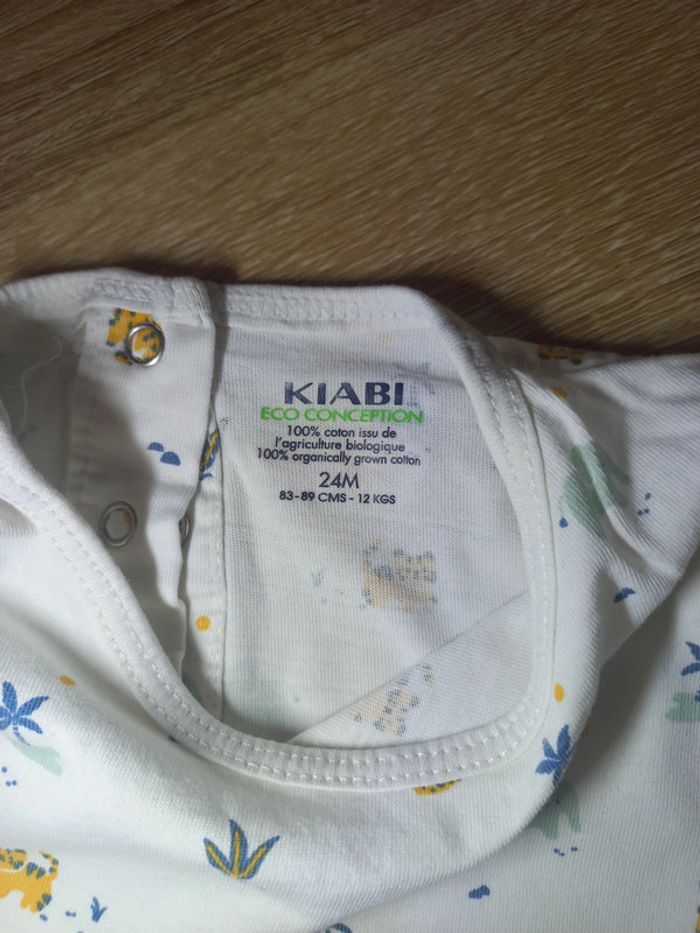 KIABI
ECO CONCEPTION
100% coton issu de
l'agriculture biologique
100% organically grown cotton
24M
83-89 CMS - 12 KGS